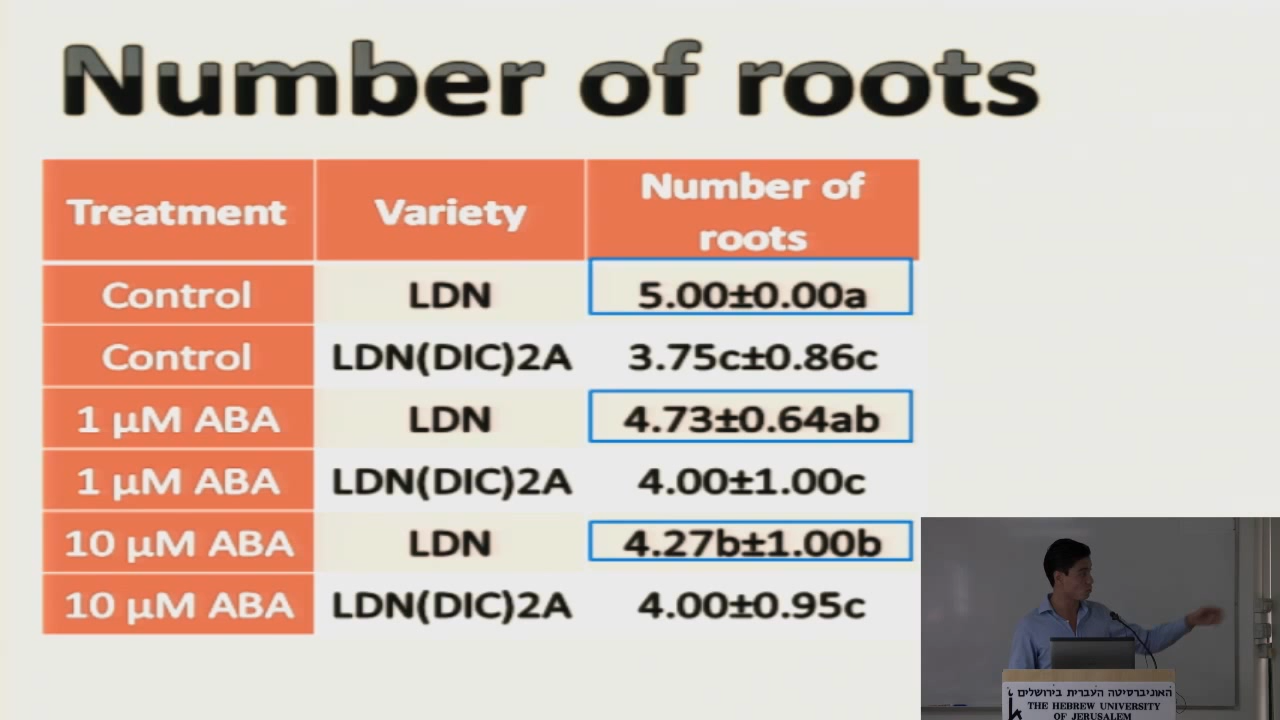 Number of roots
Treatment Variety Number of roots
Control LDN 5.00±0.00a
Control LDN(DIC)2A 3.75c±0.86c
1 µM ABA LDN 4.73±0.64ab
1 µM ABA LDN(DIC)2A 4.00±1.00c
10 µM ABA LDN 4.27b±1.00b
10 µM ABA LDN(DIC)2A 4.00±0.95c
האוניברסיטה העברית בירושלים
THE HEBREW UNIVERSITY
OF JERUSALEM